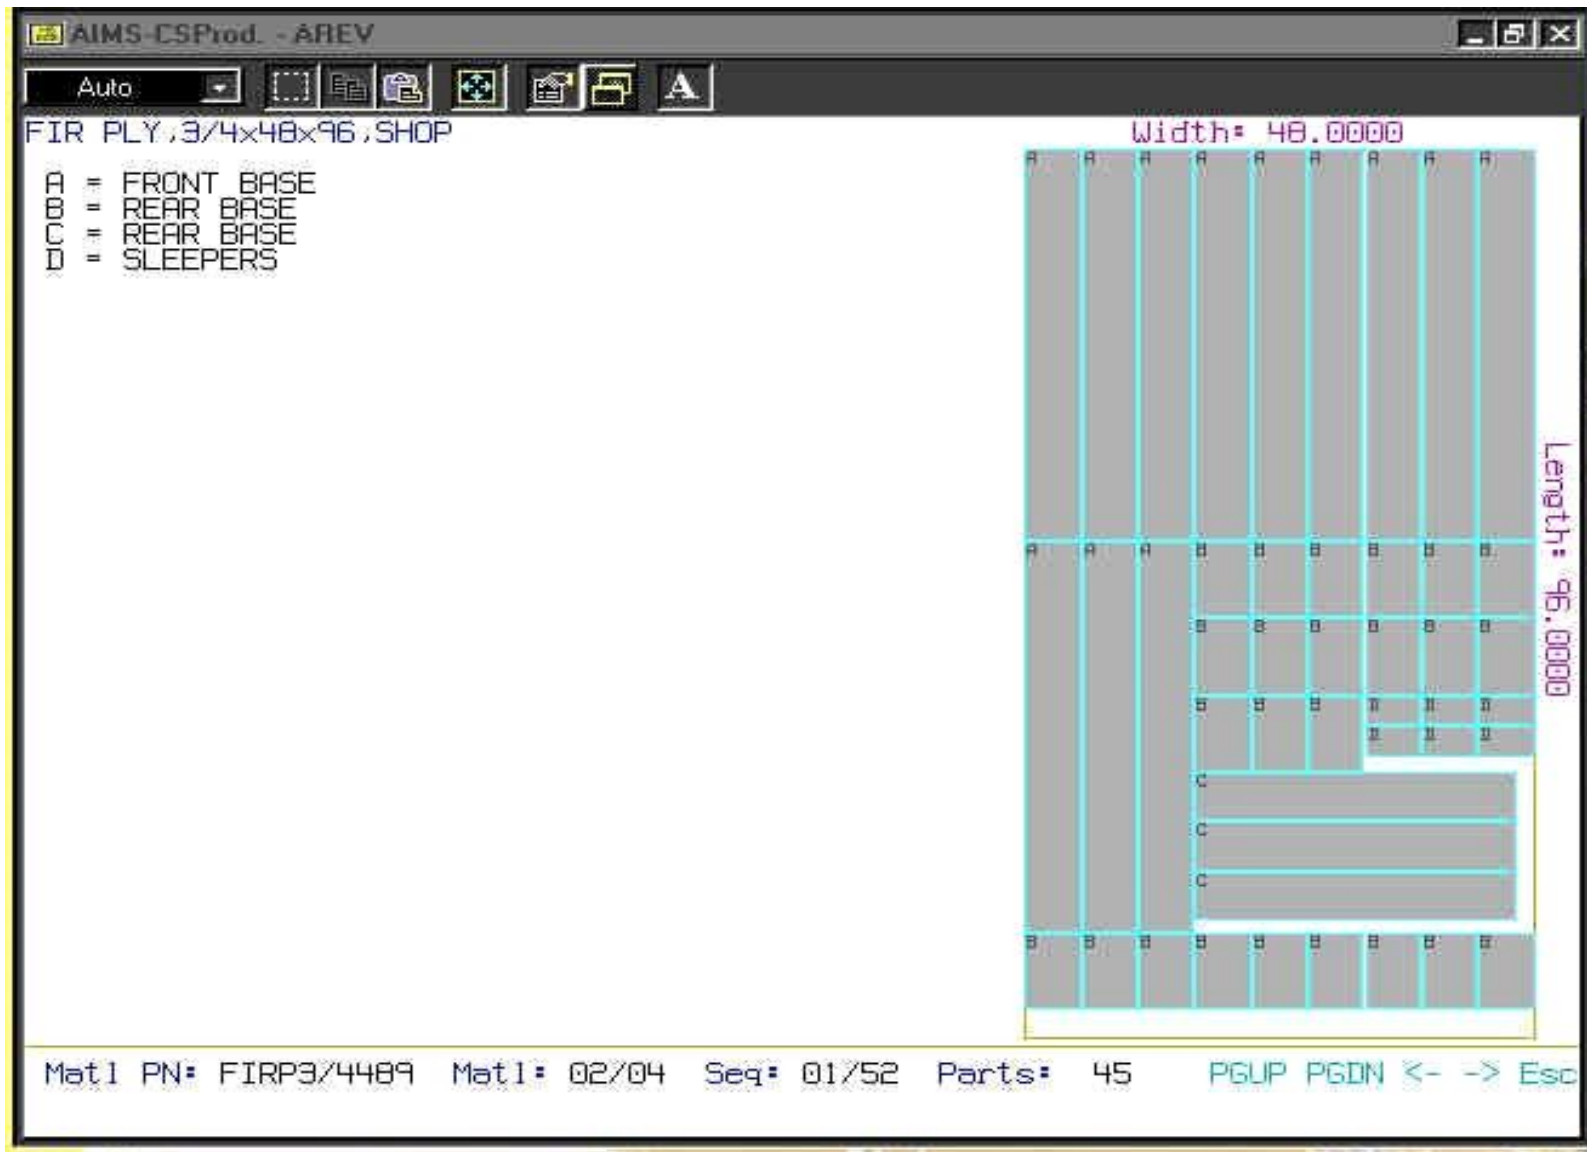 AIMS-CSProd. - AREV
Auto
A
FIR PLY,3/4x48x96,SHOP
Width: 48.0000
A = FRONT BASE
B = REAR BASE
C = REAR BASE
D = SLEEPERS
A A A A A A A A A
Length: 96.0000
A A A B B B B B B
B B B B B B
B B B D D D
D D D
C
C
C
B B B B B B B B B
Matl PN: FIRP3/4489 Matl: 02/04 Seq: 01/52 Parts: 45 PGUP PGDN <- -> Esc